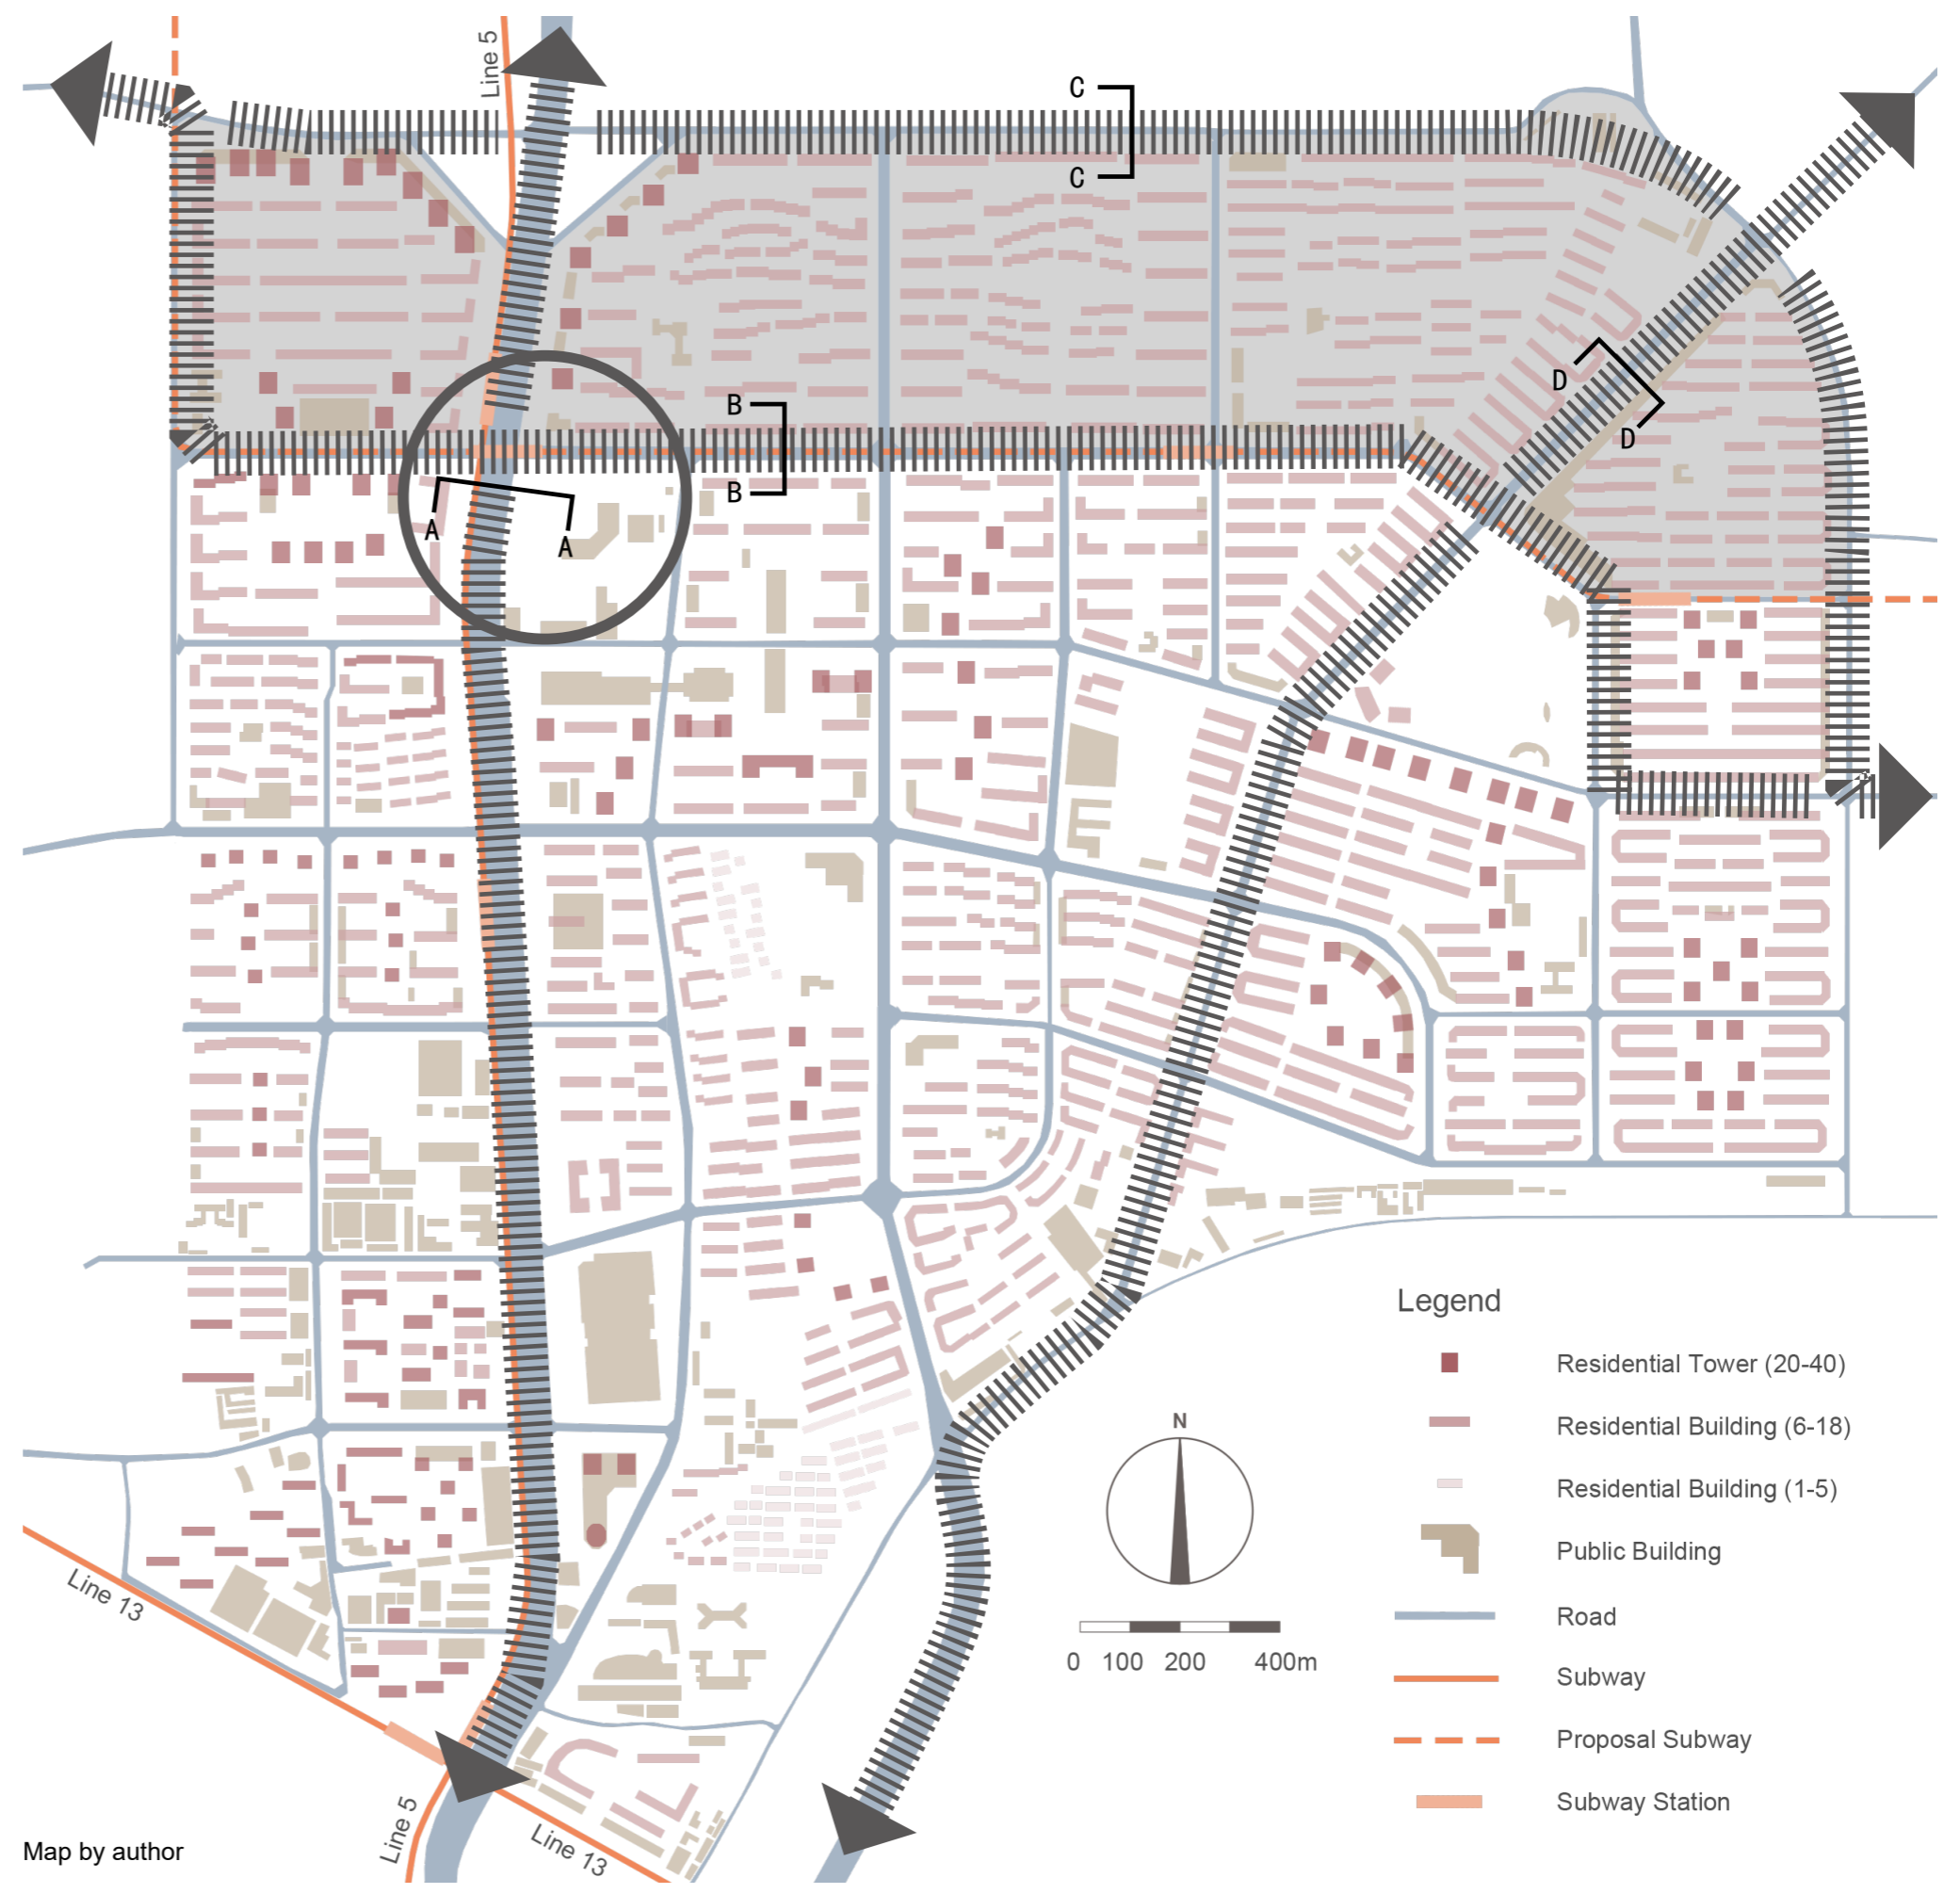 Line 5
C
C
B
B
D
D
A
A
Legend
Residential Tower (20-40)
Residential Building (6-18)
Residential Building (1-5)
Public Building
Road
Subway
Proposal Subway
Subway Station
N
0 100 200 400m
Line 13
Line 5
Line 13
Map by author